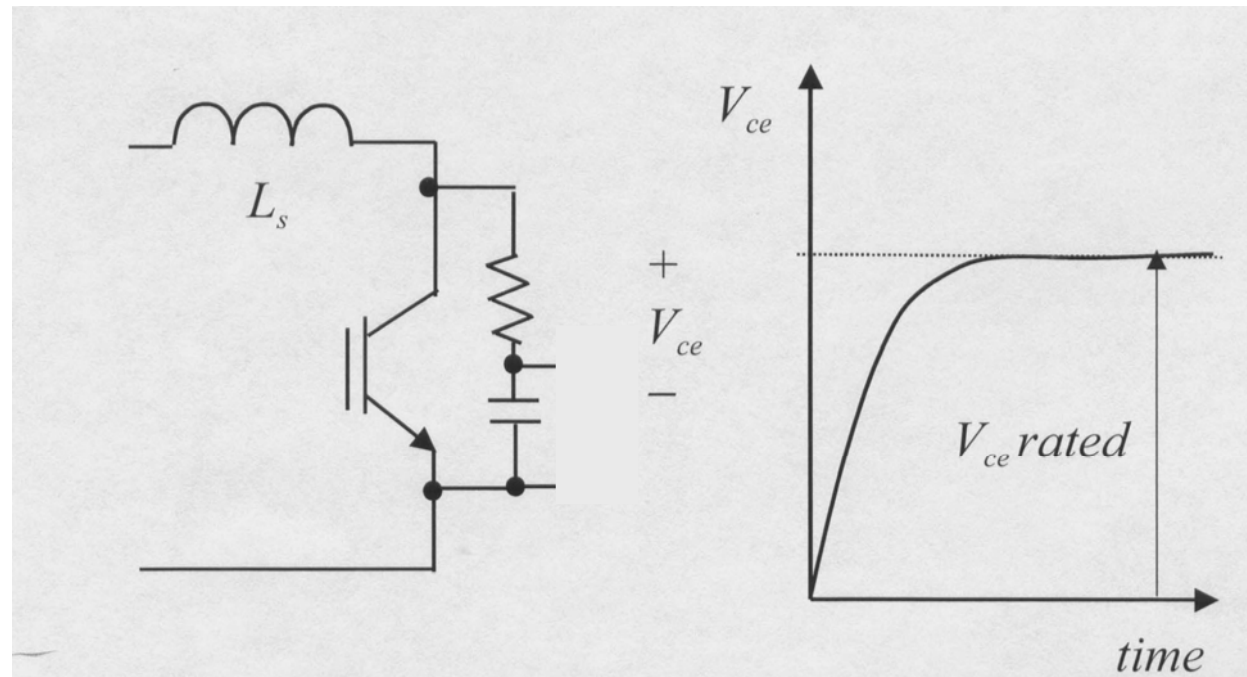 L_s
+
V_ce
−
V_ce
V_ce rated
time